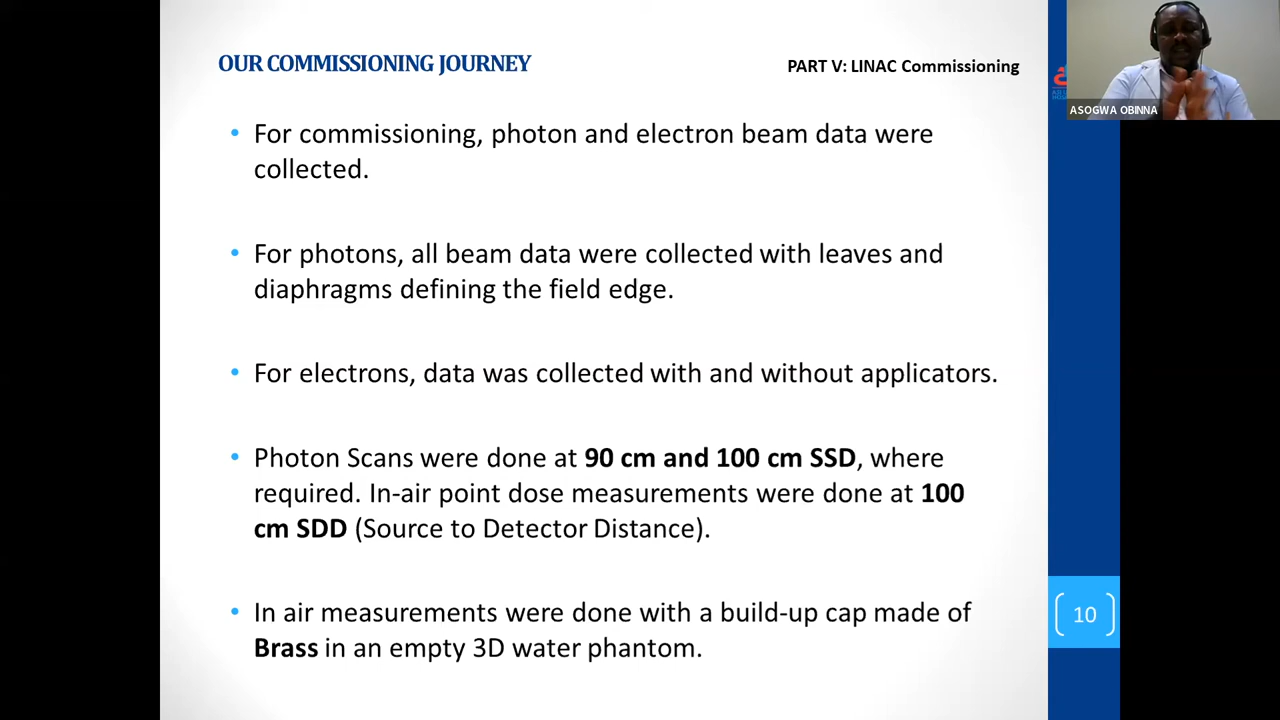 OUR COMMISSIONING JOURNEY
PART V: LINAC Commissioning
ASOGWA OBINNA
• For commissioning, photon and electron beam data were
collected.
• For photons, all beam data were collected with leaves and
diaphragms defining the field edge.
• For electrons, data was collected with and without applicators.
• Photon Scans were done at 90 cm and 100 cm SSD, where
required. In-air point dose measurements were done at 100
cm SDD (Source to Detector Distance).
• In air measurements were done with a build-up cap made of
Brass in an empty 3D water phantom.
10